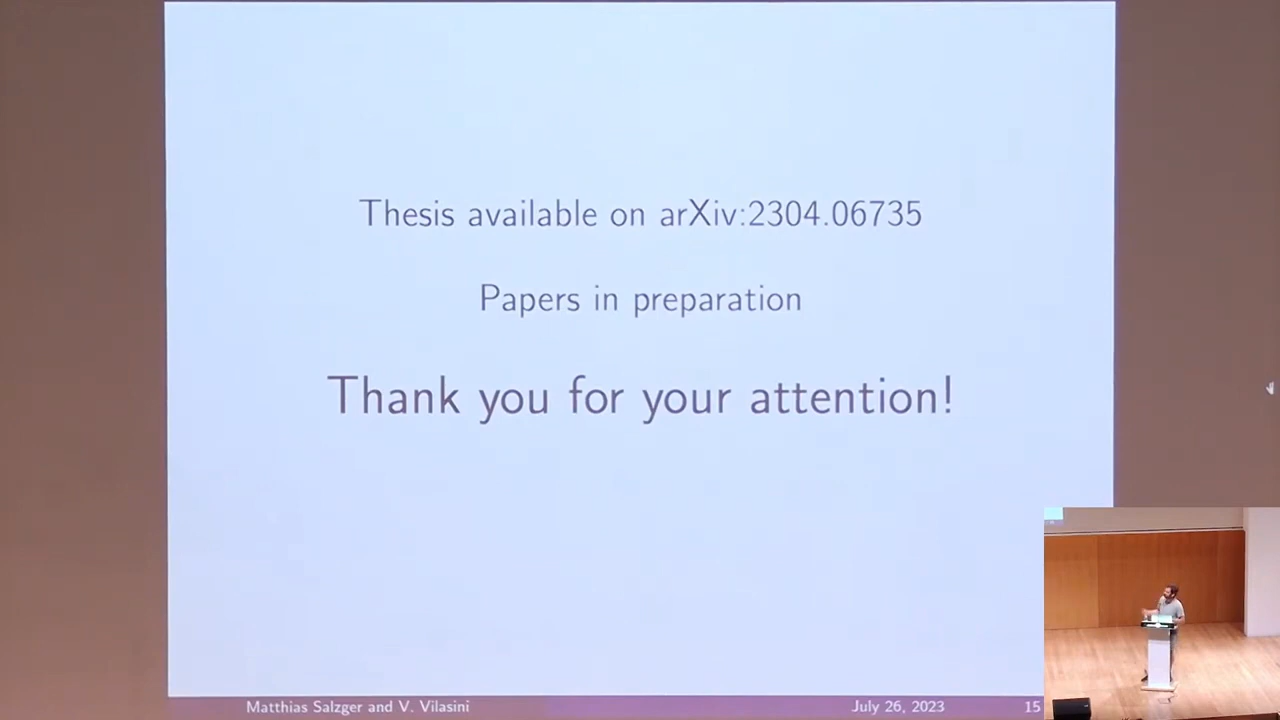 Thesis available on arXiv:2304.06735
Papers in preparation
Thank you for your attention!
Matthias Salzger and V. Vilasini
July 26, 2023
15